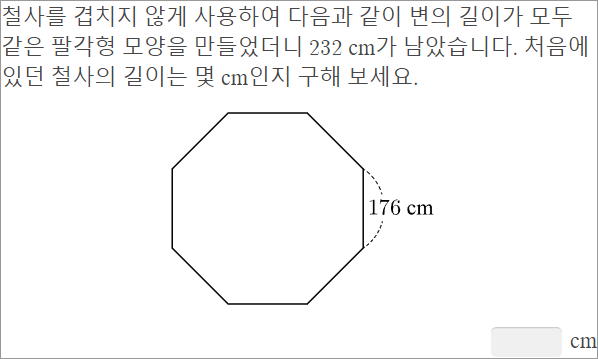 철사를 겹치지 않게 사용하여 다음과 같이 변의 길이가 모두
같은 팔각형 모양을 만들었더니 232 cm가 남았습니다. 처음에
있던 철사의 길이는 몇 cm인지 구해 보세요.
176 cm
cm